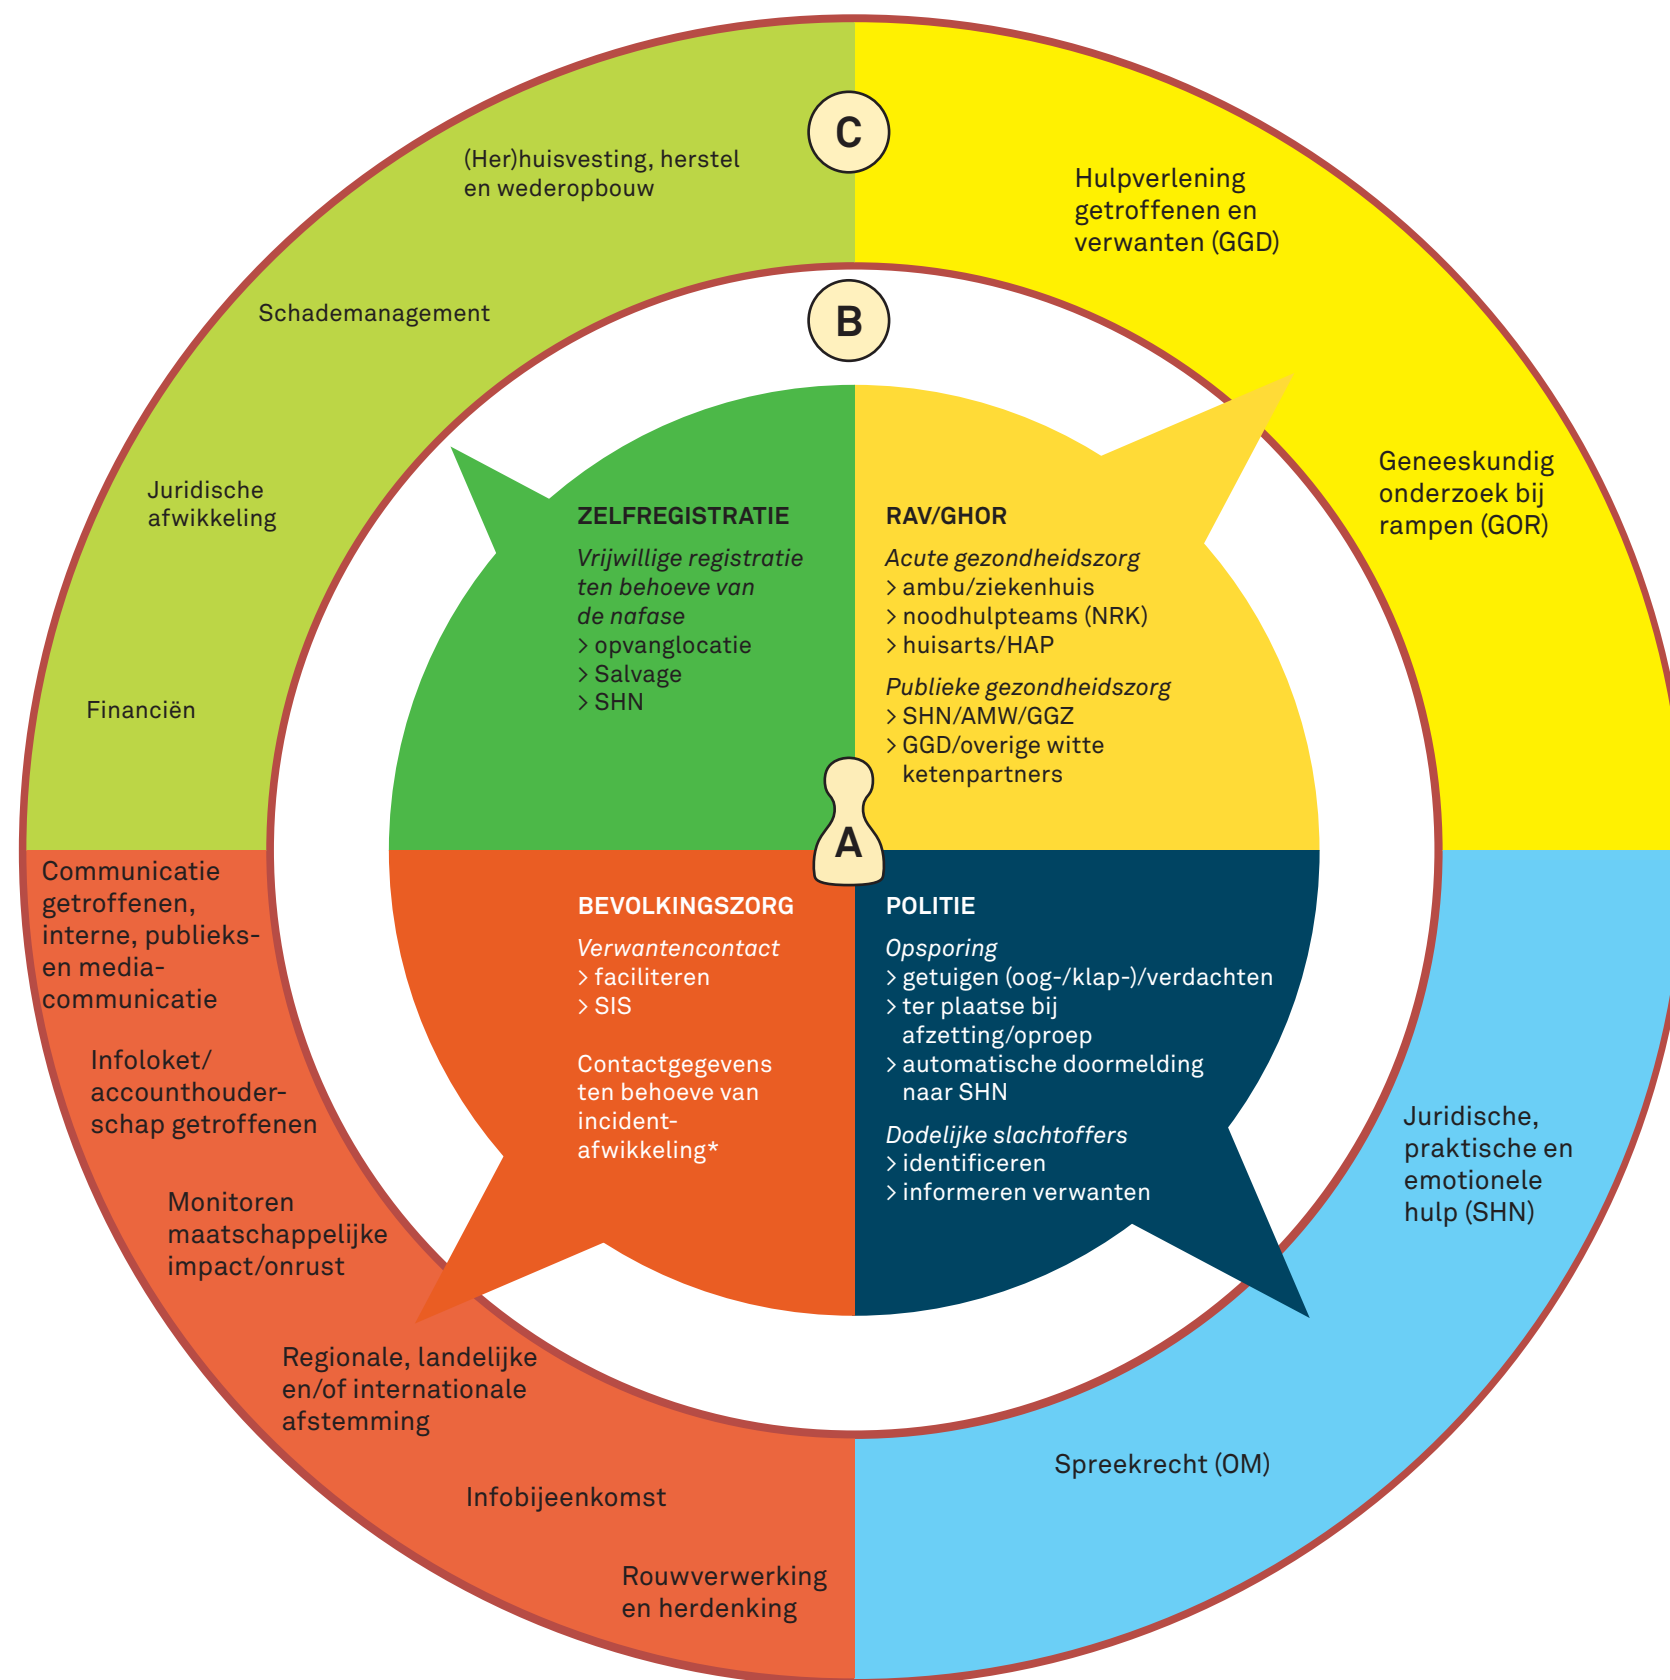 C
(Her)huisvesting, herstel
en wederopbouw
Schademanagement
Juridische
afwikkeling
Financiën
Hulpverlening
getroffenen en
verwanten (GGD)
Geneeskundig
onderzoek bij
rampen (GOR)
B
ZELFREGISTRATIE
Vrijwillige registratie
ten behoeve van
de nafase
> opvanglocatie
> Salvage
> SHN
RAV/GHOR
Acute gezondheidszorg
> ambu/ziekenhuis
> noodhulpteams (NRK)
> huisarts/HAP
Publieke gezondheidszorg
> SHN/AMW/GGZ
> GGD/overige witte
ketenpartners
A
BEVOLKINGSZORG
Verwantencontact
> faciliteren
> SIS
Contactgegevens
ten behoeve van
incident-
afwikkeling*
POLITIE
Opsporing
> getuigen (oog-/klap-)/verdachten
> ter plaatse bij
afzetting/oproep
> automatische doormelding
naar SHN
Dodelijke slachtoffers
> identificeren
> informeren verwanten
Communicatie
getroffenen,
interne, publieks-
en media-
communicatie
Infoloket/
accounthouder-
schap getroffenen
Monitoren
maatschappelijke
impact/onrust
Regionale, landelijke
en/of internationale
afstemming
Infobijeenkomst
Rouwverwerking
en herdenking
Juridische,
praktische en
emotionele
hulp (SHN)
Spreekrecht (OM)